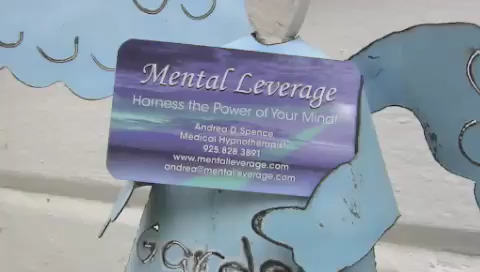 Mental Leverage
Harness the Power of Your Mind!
Andrea D Spence
Medical Hypnotherapist
925.828.3891
www.mentalleverage.com
andrea@mentalleverage.com
Garde